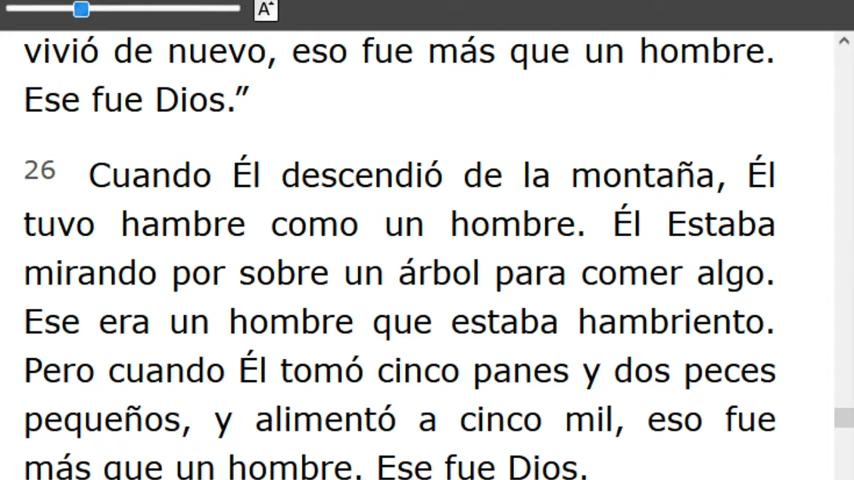 A
vivió de nuevo, eso fue más que un hombre.
Ese fue Dios.”
26 Cuando Él descendió de la montaña, Él
tuvo hambre como un hombre. Él Estaba
mirando por sobre un árbol para comer algo.
Ese era un hombre que estaba hambriento.
Pero cuando Él tomó cinco panes y dos peces
pequeños, y alimentó a cinco mil, eso fue
más que un hombre. Ese fue Dios.